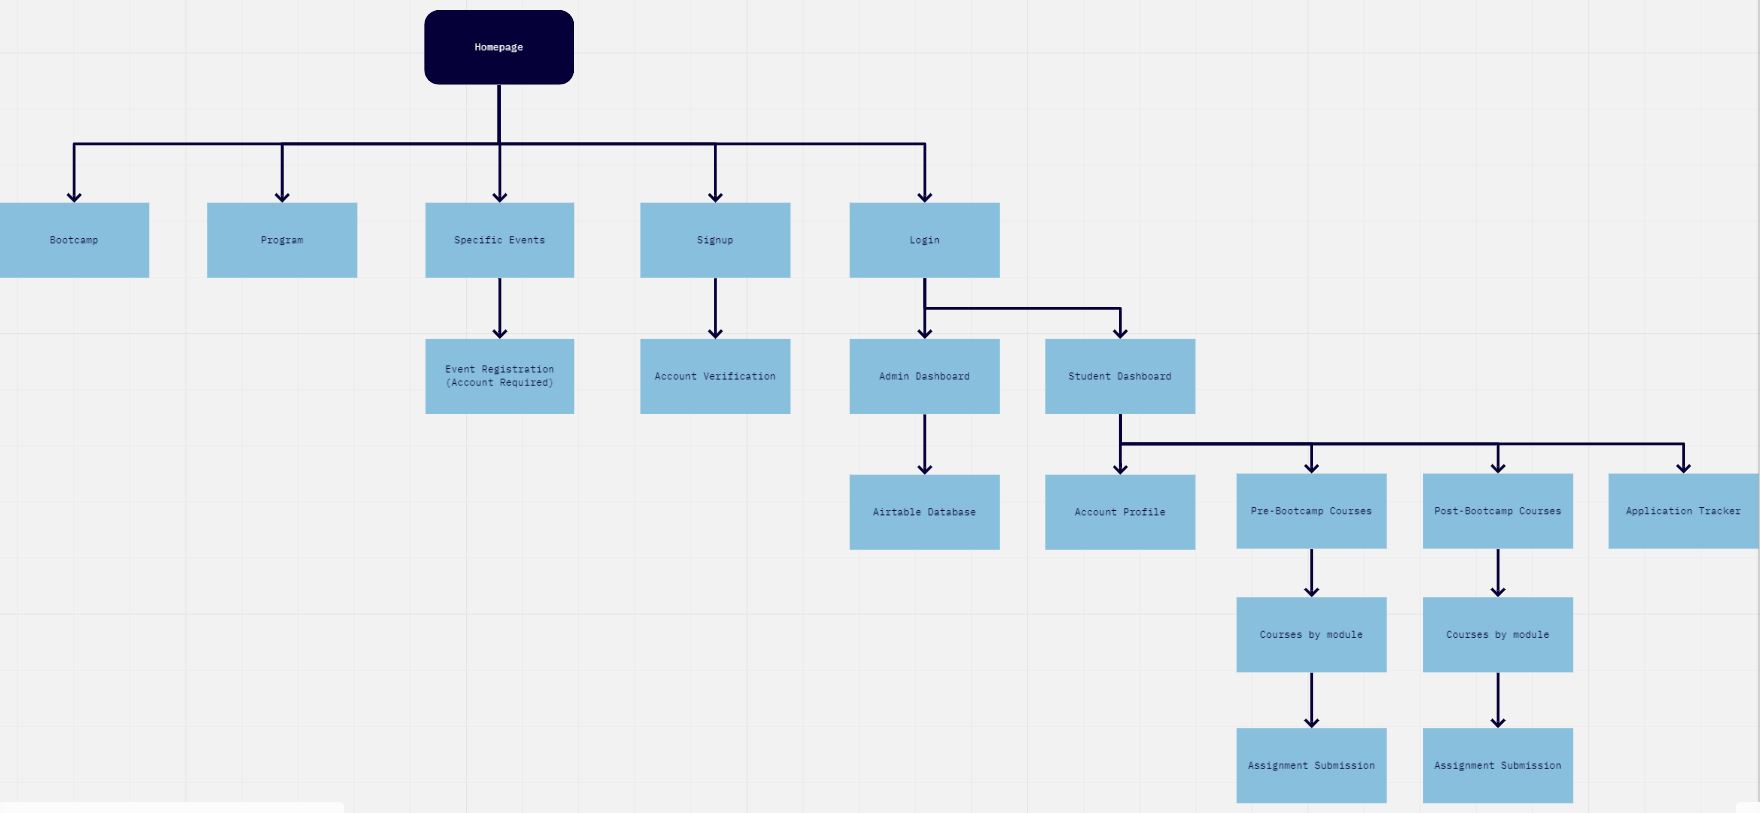 Homepage
Bootcamp
Program
Specific Events
Signup
Login
Event Registration
(Account Required)
Account Verification
Admin Dashboard
Student Dashboard
Airtable Database
Account Profile
Pre-Bootcamp Courses
Post-Bootcamp Courses
Application Tracker
Courses by module
Courses by module
Assignment Submission
Assignment Submission